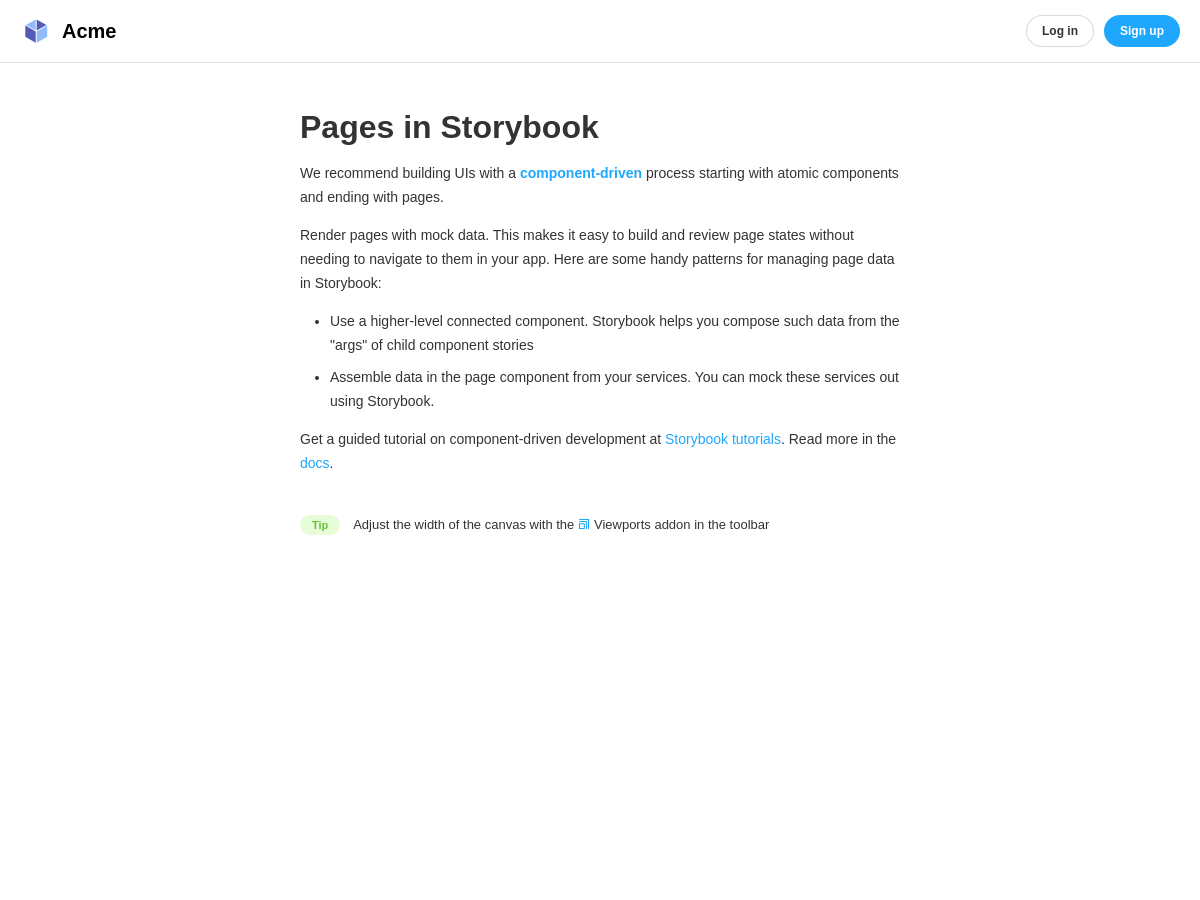 Acme
Log in
Sign up
Pages in Storybook
We recommend building UIs with a component-driven process starting with atomic components
and ending with pages.
Render pages with mock data. This makes it easy to build and review page states without
needing to navigate to them in your app. Here are some handy patterns for managing page data
in Storybook:
Use a higher-level connected component. Storybook helps you compose such data from the
"args" of child component stories
Assemble data in the page component from your services. You can mock these services out
using Storybook.
Get a guided tutorial on component-driven development at Storybook tutorials. Read more in the
docs.
Tip
Adjust the width of the canvas with the Viewports addon in the toolbar